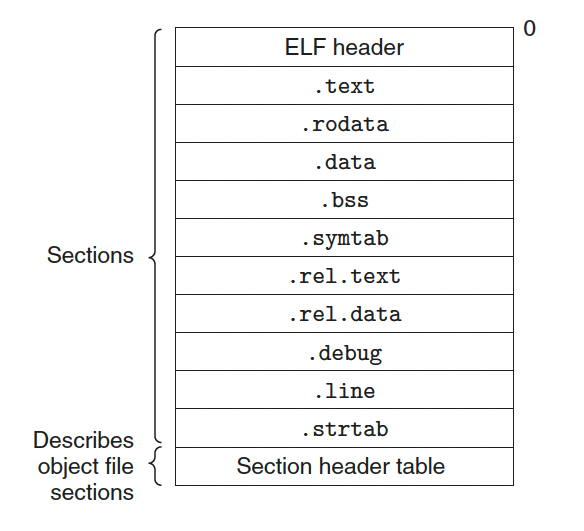 0
ELF header
.text
.rodata
.data
.bss
.symtab
.rel.text
.rel.data
.debug
.line
.strtab
Section header table
Sections
Describes
object file
sections